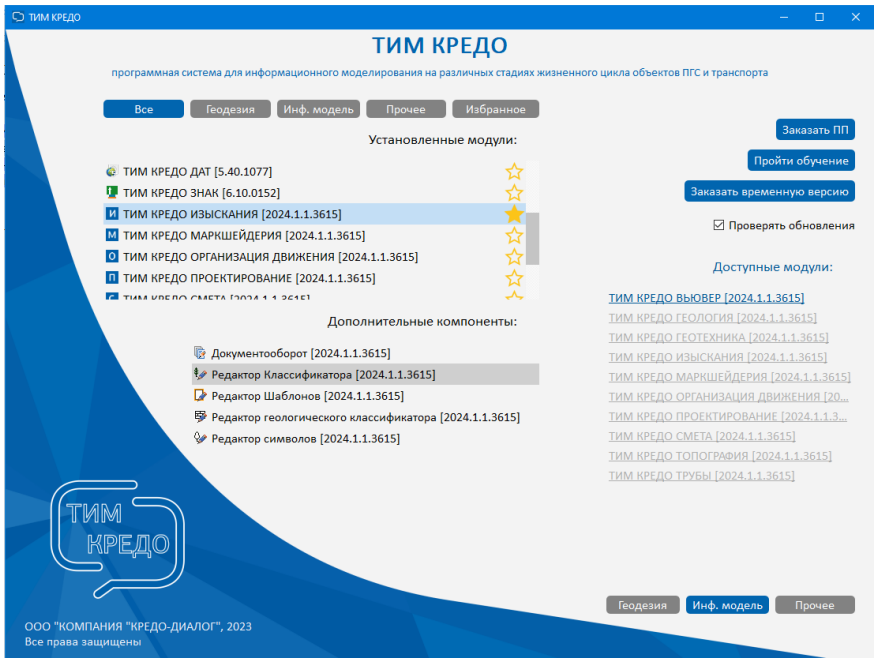 ТИМ КРЕДО
ТИМ КРЕДО
программная система для информационного моделирования на различных стадиях жизненного цикла объектов ПГС и транспорта
Все
Геодезия
Инф. модель
Прочее
Избранное
Установленные модули:
ТИМ КРЕДО ДАТ [5.40.1077]
ТИМ КРЕДО ЗНАК [6.10.0152]
И ТИМ КРЕДО ИЗЫСКАНИЯ [2024.1.1.3615]
М ТИМ КРЕДО МАРКШЕЙДЕРИЯ [2024.1.1.3615]
О ТИМ КРЕДО ОРГАНИЗАЦИЯ ДВИЖЕНИЯ [2024.1.1.3615]
П ТИМ КРЕДО ПРОЕКТИРОВАНИЕ [2024.1.1.3615]
С ТИМ КРЕДО СМЕТА [2024.1.1.3615]
Дополнительные компоненты:
Документооборот [2024.1.1.3615]
Редактор Классификатора [2024.1.1.3615]
Редактор Шаблонов [2024.1.1.3615]
Редактор геологического классификатора [2024.1.1.3615]
Редактор символов [2024.1.1.3615]
Заказать ПП
Пройти обучение
Заказать временную версию
Проверять обновления
Доступные модули:
ТИМ КРЕДО ВЬЮВЕР [2024.1.1.3615]
ТИМ КРЕДО ГЕОЛОГИЯ [2024.1.1.3615]
ТИМ КРЕДО ГЕОТЕХНИКА [2024.1.1.3615]
ТИМ КРЕДО ИЗЫСКАНИЯ [2024.1.1.3615]
ТИМ КРЕДО МАРКШЕЙДЕРИЯ [2024.1.1.3615]
ТИМ КРЕДО ОРГАНИЗАЦИЯ ДВИЖЕНИЯ [20...
ТИМ КРЕДО ПРОЕКТИРОВАНИЕ [2024.1.1.3...
ТИМ КРЕДО СМЕТА [2024.1.1.3615]
ТИМ КРЕДО ТОПОГРАФИЯ [2024.1.1.3615]
ТИМ КРЕДО ТРУБЫ [2024.1.1.3615]
Геодезия
Инф. модель
Прочее
ТИМ
КРЕДО
ООО "КОМПАНИЯ "КРЕДО-ДИАЛОГ", 2023
Все права защищены